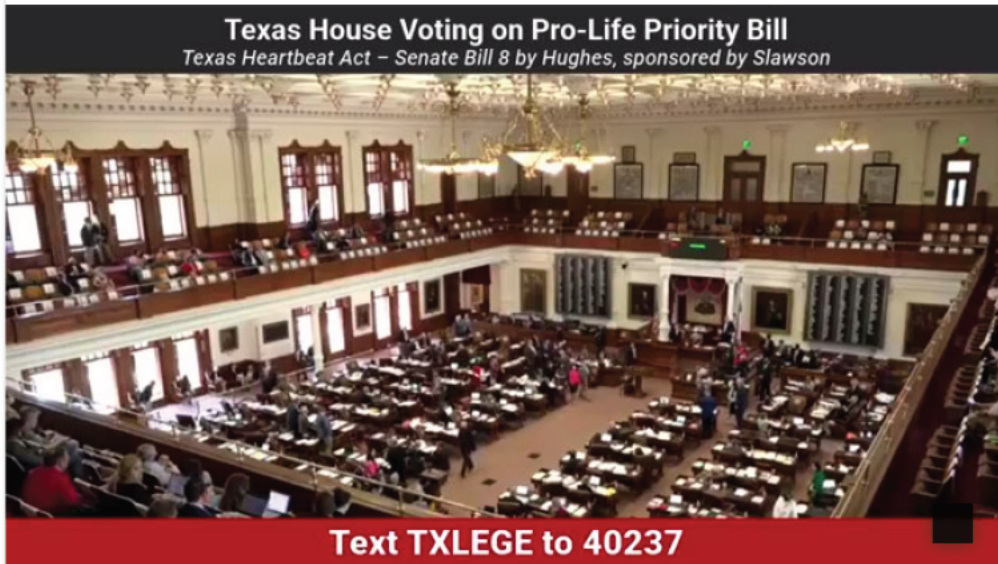 Texas House Voting on Pro-Life Priority Bill
Texas Heartbeat Act – Senate Bill 8 by Hughes, sponsored by Slawson
Text TXLEGE to 40237